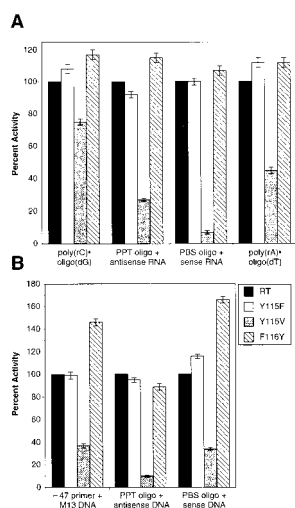 A
120
100
80
60
40
20
0
Percent Activity
poly(rC)•
oligo(dG)
PPT oligo +
antisense RNA
PBS oligo +
sense RNA
poly(rA)•
oligo(dT)
B
180
160
140
120
100
80
60
40
20
0
Percent Activity
– 47 primer +
M13 DNA
PPT oligo +
antisense DNA
PBS oligo +
sense DNA
RT
Y115F
Y115V
F116Y